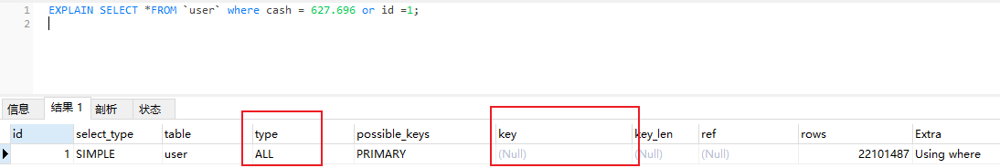 1 EXPLAIN SELECT *FROM `user` where cash = 627.696 or id =1;
2
信息 结果 1 剖析 状态
id select_type table type possible_keys key key_len ref rows Extra
1 SIMPLE user ALL PRIMARY (Null) (Null) (Null) 22101487 Using where